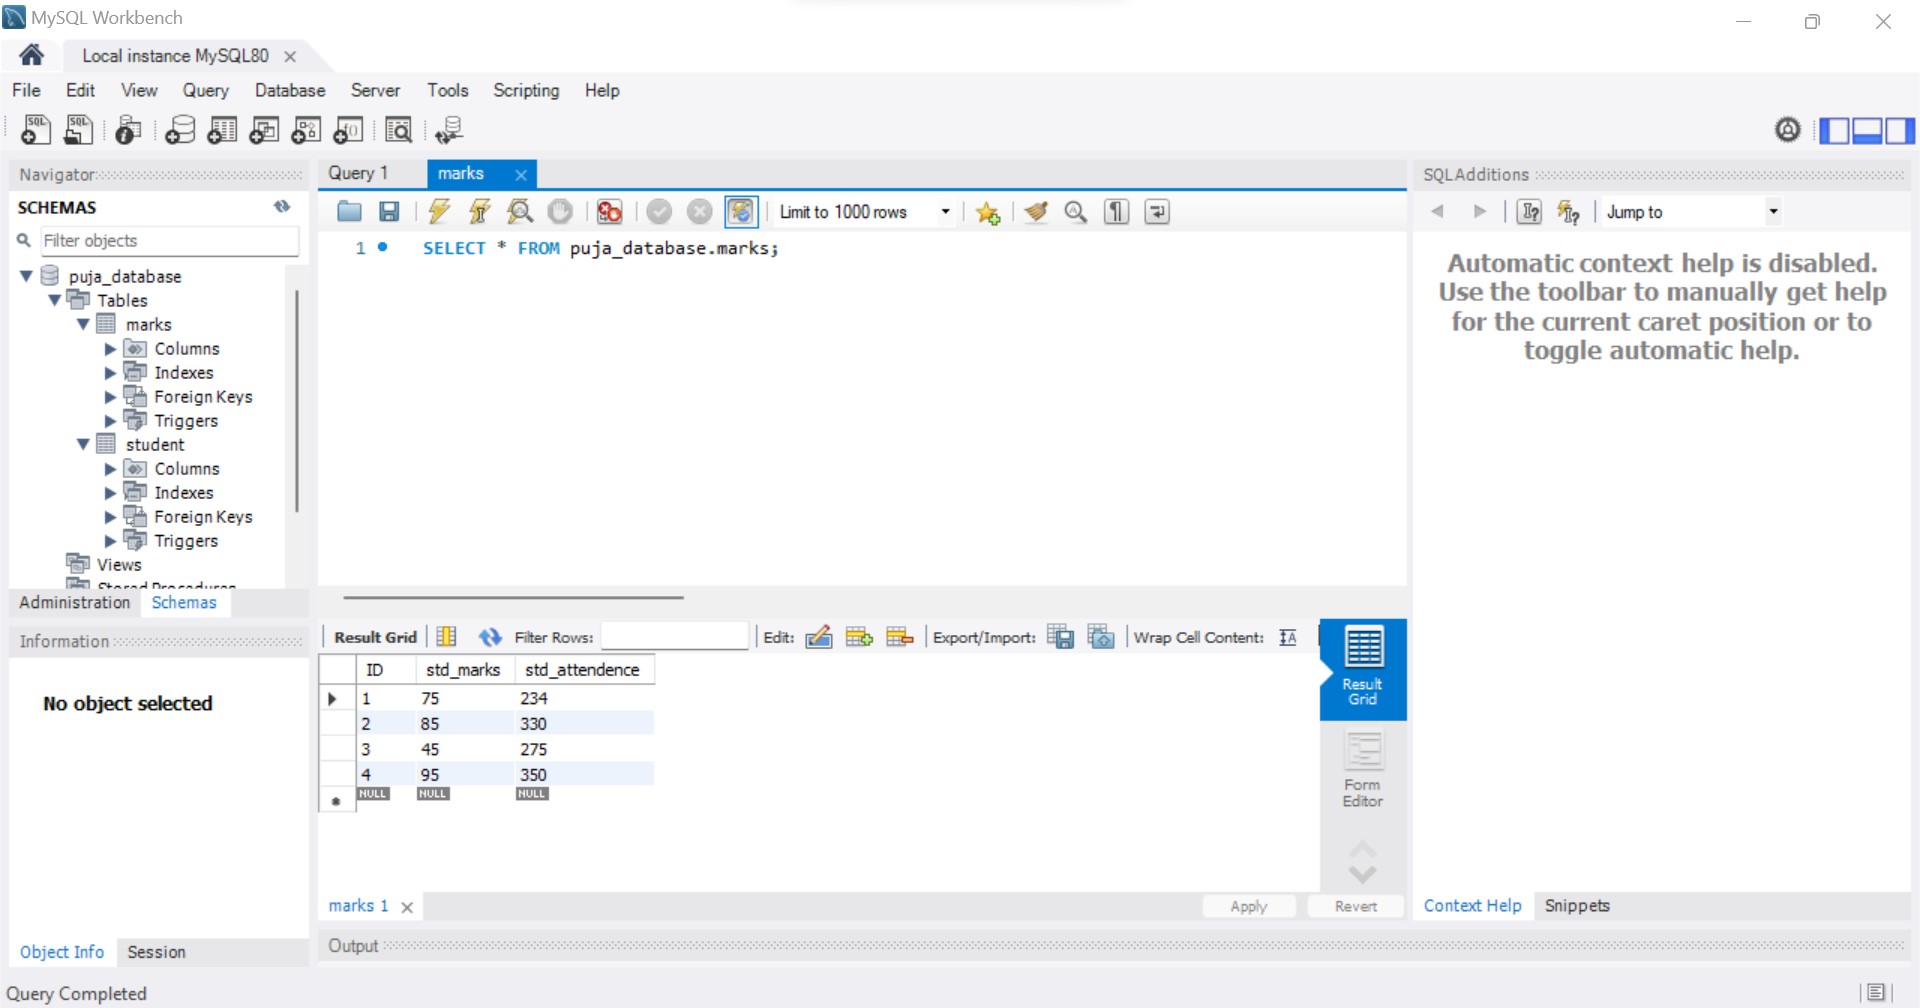 MySQL Workbench
Local instance MySQL80
File Edit View Query Database Server Tools Scripting Help
Navigator
SCHEMAS
Filter objects
puja_database
Tables
marks
Columns
Indexes
Foreign Keys
Triggers
student
Columns
Indexes
Foreign Keys
Triggers
Views
Stored Procedures
Administration Schemas
Information
No object selected
Object Info Session
Query 1 marks
Limit to 1000 rows
1 SELECT * FROM puja_database.marks;
Result Grid Filter Rows: Edit: Export/Import: Wrap Cell Content:
ID std_marks std_attendence
1 75 234
2 85 330
3 45 275
4 95 350
NULL NULL NULL
Result
Grid
Form
Editor
marks 1 Apply Revert
Output
SQLAdditions
Jump to
Automatic context help is disabled.
Use the toolbar to manually get help
for the current caret position or to
toggle automatic help.
Context Help Snippets
Query Completed